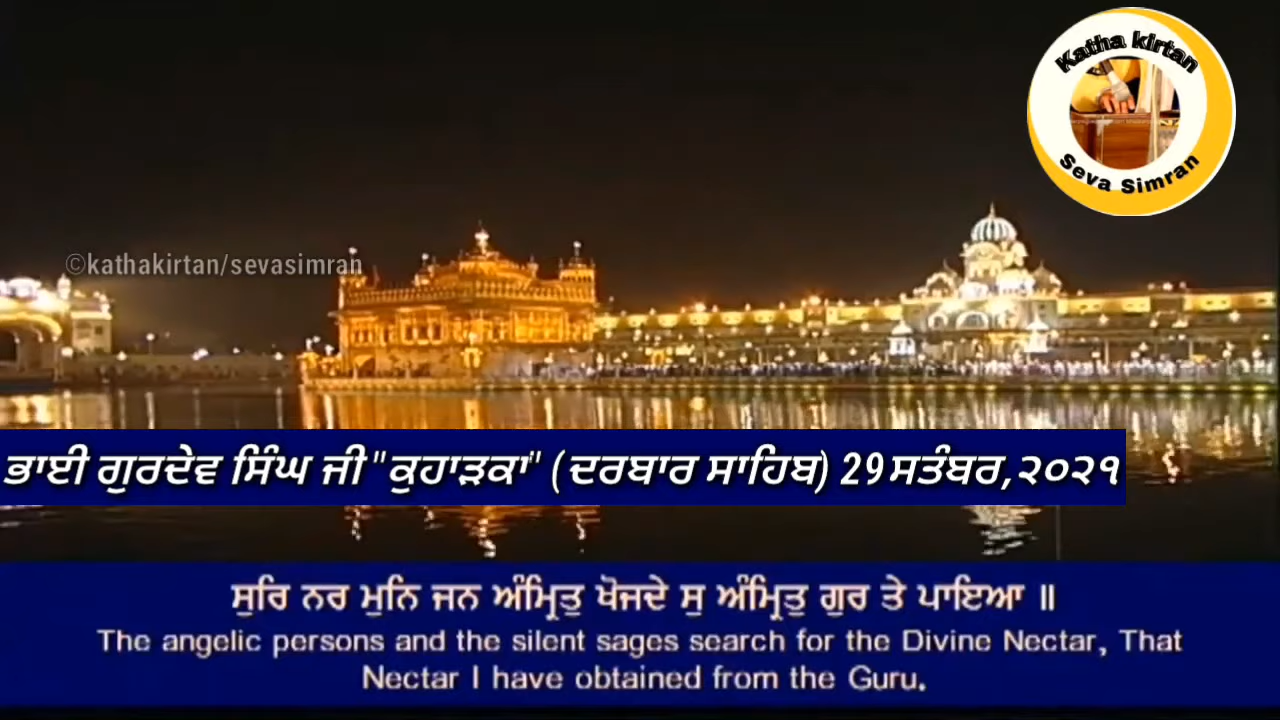 Katha kirtan
Seva Simran
©kathakirtan/sevasimran
ਭਾਈ ਗੁਰਦੇਵ ਸਿੰਘ ਜੀ "ਕੁਹਾੜਕਾ" (ਦਰਬਾਰ ਸਾਹਿਬ) 29 ਸਤੰਬਰ,੨੦੨੧
ਸੁਰਿ ਨਰ ਮੁਨਿ ਜਨ ਅੰਮ੍ਰਿਤੁ ਖੋਜਦੇ ਸੁ ਅੰਮ੍ਰਿਤੁ ਗੁਰ ਤੇ ਪਾਇਆ ॥
The angelic persons and the silent sages search for the Divine Nectar, That
Nectar I have obtained from the Guru.